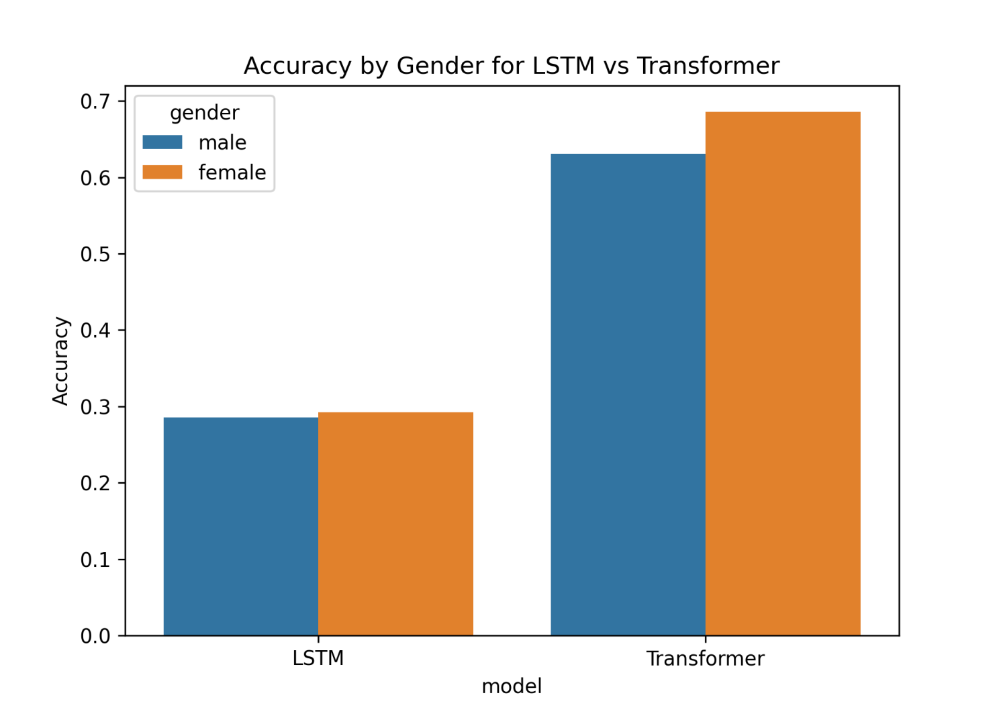 Accuracy by Gender for LSTM vs Transformer
gender
male
female
0.7
0.6
0.5
0.4
0.3
0.2
0.1
0.0
Accuracy
LSTM
Transformer
model